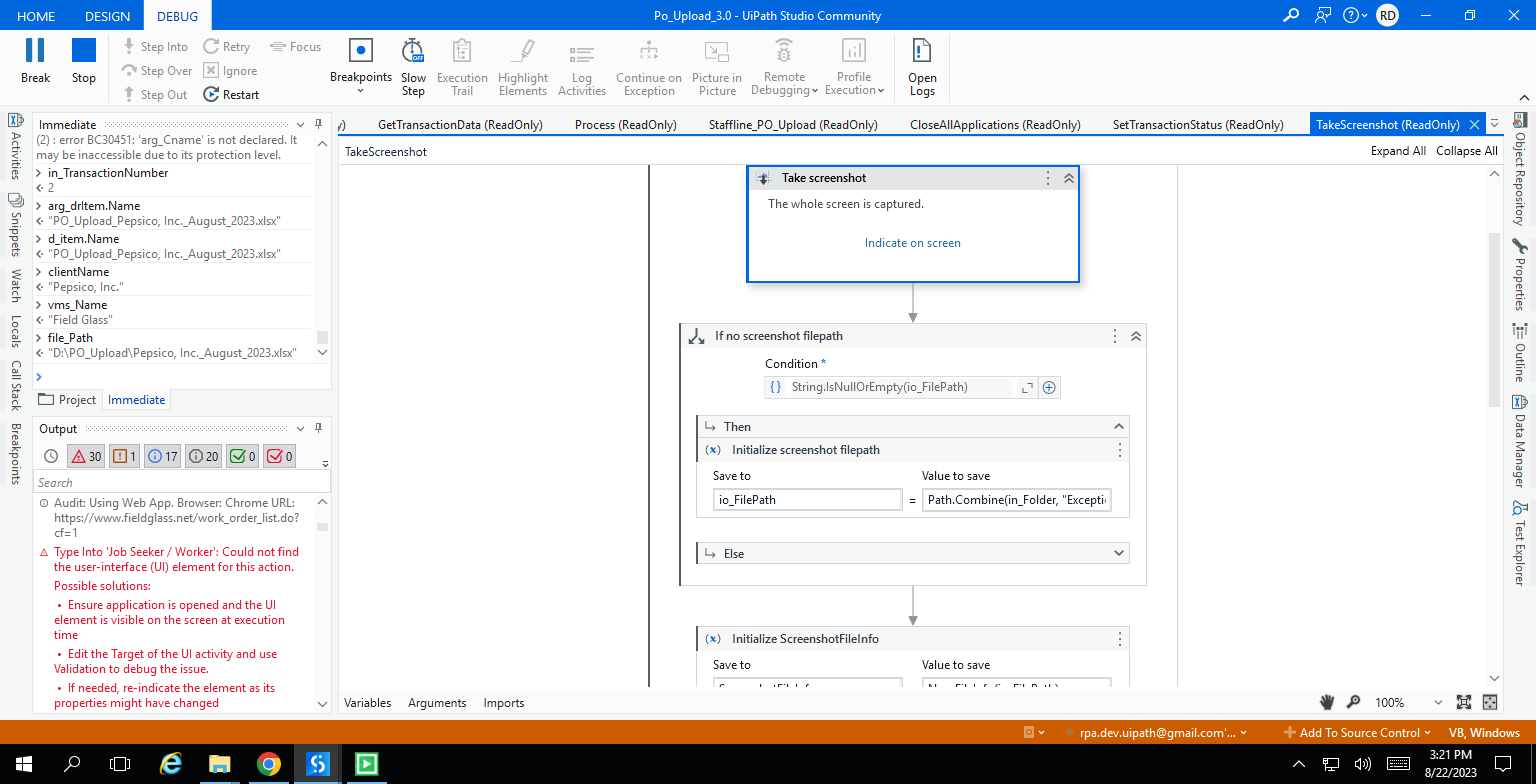 HOME DESIGN DEBUG
Po_Upload_3.0 - UiPath Studio Community
RD
Break
Stop
Step Into
Step Over
Step Out
Retry
Ignore
Restart
Focus
Breakpoints
Slow
Step
OFF
Execution
Trail
Highlight
Elements
Log
Activities
Continue on
Exception
Picture in
Picture
Remote
Debugging
Profile
Execution
Open
Logs
Activities
Snippets
Watch
Locals
Call Stack
Breakpoints
Immediate
(2) : error BC30451: 'arg_Cname' is not declared. It
may be inaccessible due to its protection level.
in_TransactionNumber
2
arg_drItem.Name
"PO_Upload_Pepsico, Inc._August_2023.xlsx"
d_item.Name
"PO_Upload_Pepsico, Inc._August_2023.xlsx"
clientName
"Pepsico, Inc."
vms_Name
"Field Glass"
file_Path
"D:\PO_Upload\Pepsico, Inc._August_2023.xlsx"
Project Immediate
Output
30 1 17 20 0 0
Search
Audit: Using Web App. Browser: Chrome URL:
https://www.fieldglass.net/work_order_list.do?
cf=1
Type Into 'Job Seeker / Worker': Could not find
the user-interface (UI) element for this action.
Possible solutions:
• Ensure application is opened and the UI
element is visible on the screen at execution
time
• Edit the Target of the UI activity and use
Validation to debug the issue.
• If needed, re-indicate the element as its
properties might have changed
GetTransactionData (ReadOnly) Process (ReadOnly) Staffline_PO_Upload (ReadOnly) CloseAllApplications (ReadOnly) SetTransactionStatus (ReadOnly) TakeScreenshot (ReadOnly)
TakeScreenshot
Expand All Collapse All
Take screenshot
The whole screen is captured.
Indicate on screen
If no screenshot filepath
Condition *
String.IsNullOrEmpty(io_FilePath)
Then
Initialize screenshot filepath
Save to Value to save
io_FilePath = Path.Combine(in_Folder, "Excepti
Else
Initialize ScreenshotFileInfo
Save to Value to save
Variables Arguments Imports
100%
Object Repository
Properties
Outline
Data Manager
Test Explorer
rpa.dev.uipath@gmail.com'...
Add To Source Control
VB, Windows
3:21 PM
8/22/2023